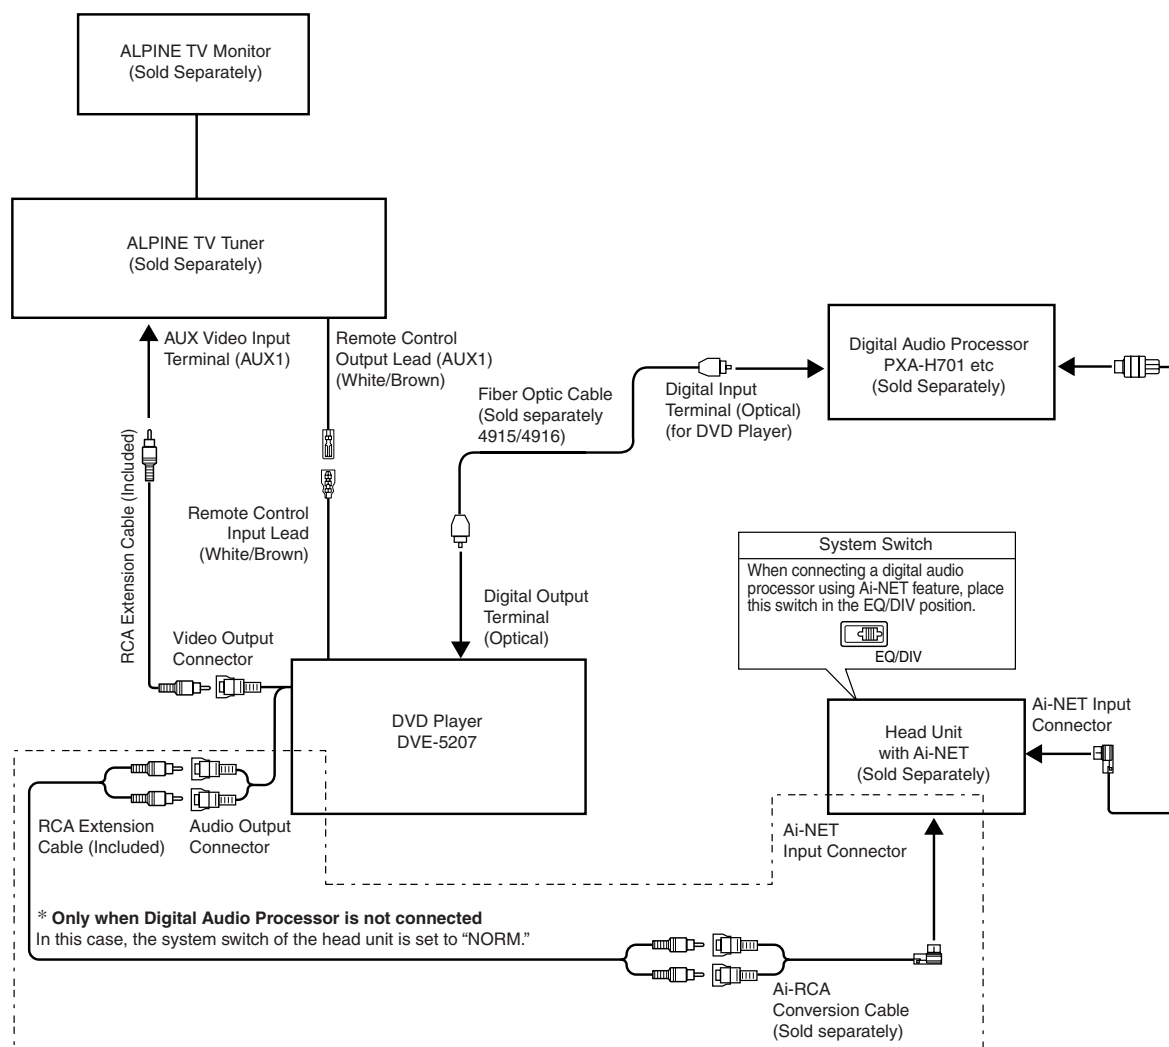 ALPINE TV Monitor
(Sold Separately)
ALPINE TV Tuner
(Sold Separately)
AUX Video Input
Terminal (AUX1)
Remote Control
Output Lead (AUX1)
(White/Brown)
Fiber Optic Cable
(Sold separately
4915/4916)
Digital Input
Terminal (Optical)
(for DVD Player)
Digital Audio Processor
PXA-H701 etc
(Sold Separately)
RCA Extension Cable (Included)
Remote Control
Input Lead
(White/Brown)
Digital Output
Terminal
(Optical)
System Switch
When connecting a digital audio
processor using Ai-NET feature, place
this switch in the EQ/DIV position.
EQ/DIV
Video Output
Connector
DVD Player
DVE-5207
Head Unit
with Ai-NET
(Sold Separately)
Ai-NET Input
Connector
RCA Extension
Cable (Included)
Audio Output
Connector
Ai-NET
Input Connector
* Only when Digital Audio Processor is not connected
In this case, the system switch of the head unit is set to “NORM.”
Ai-RCA
Conversion Cable
(Sold separately)